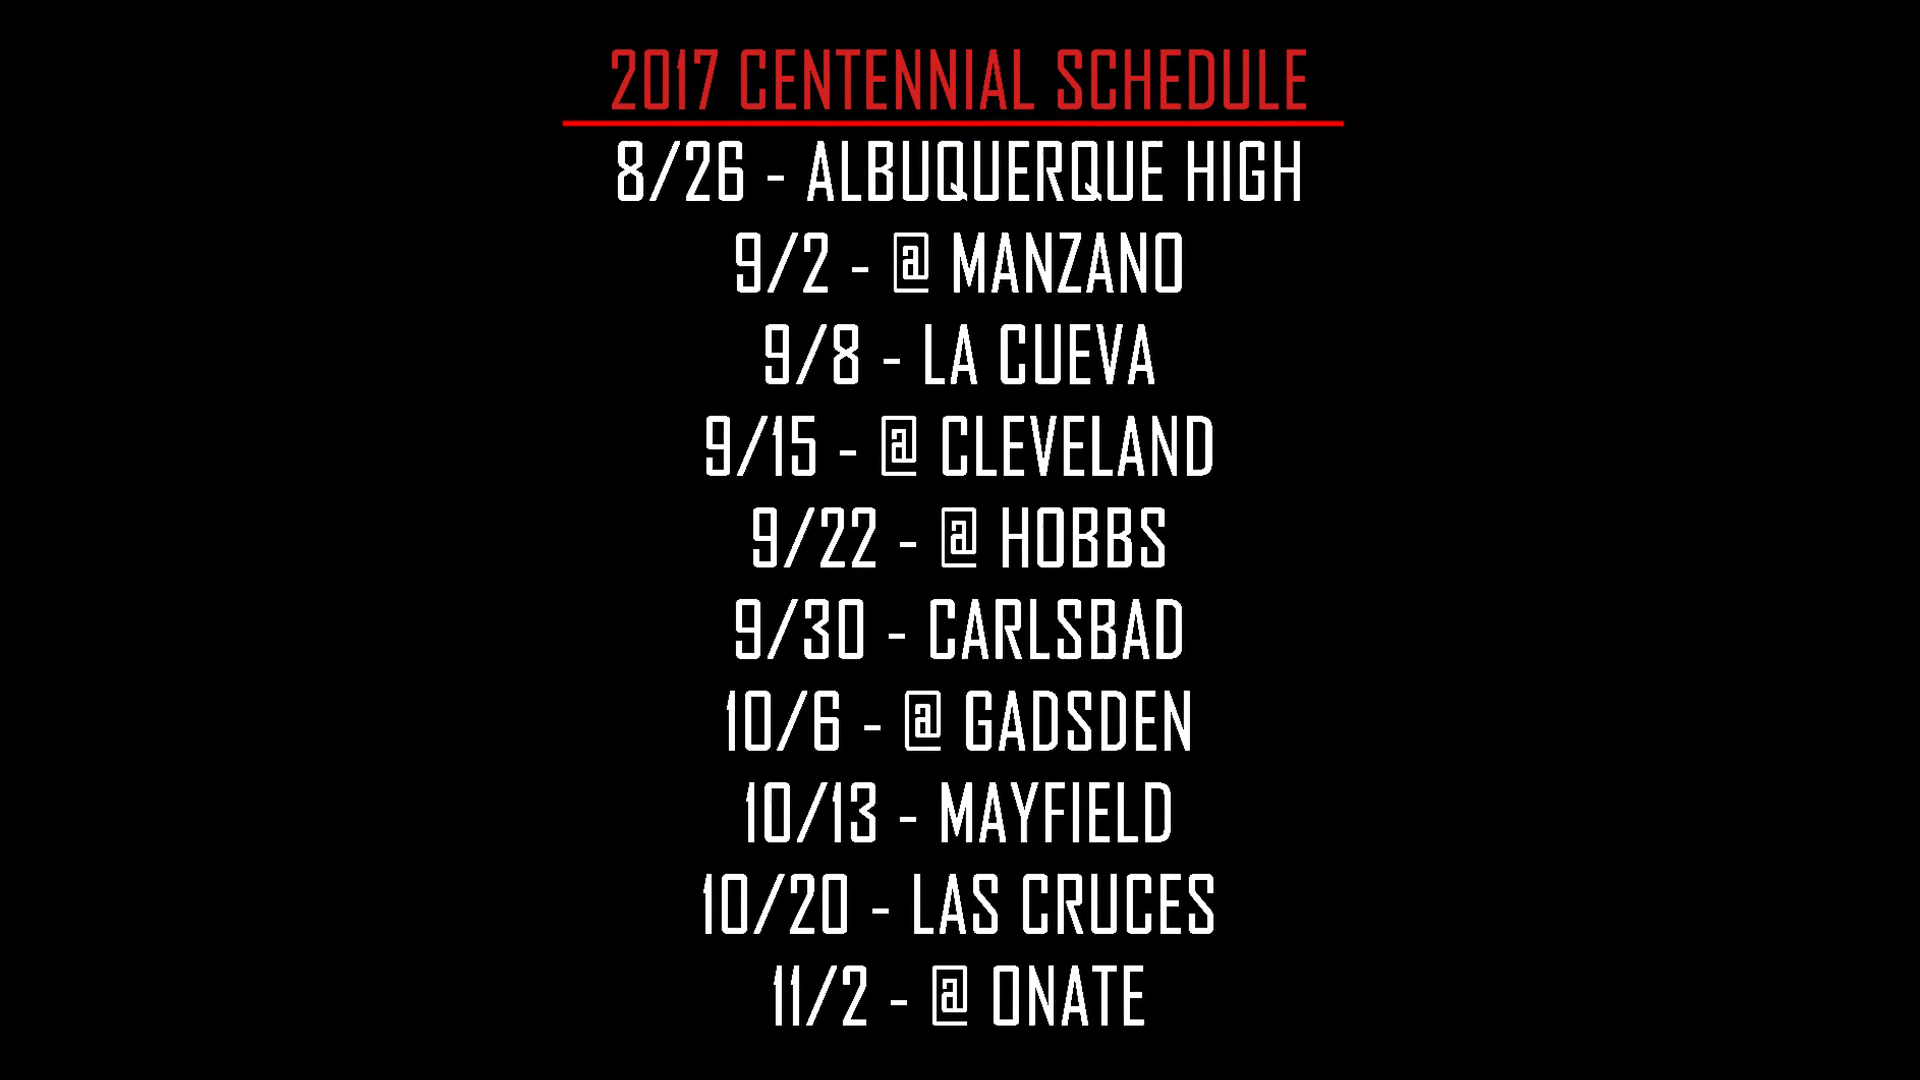 2017 CENTENNIAL SCHEDULE
8/26 - ALBUQUERQUE HIGH
9/2 - @ MANZANO
9/8 - LA CUEVA
9/15 - @ CLEVELAND
9/22 - @ HOBBS
9/30 - CARLSBAD
10/6 - @ GADSDEN
10/13 - MAYFIELD
10/20 - LAS CRUCES
11/2 - @ ONATE